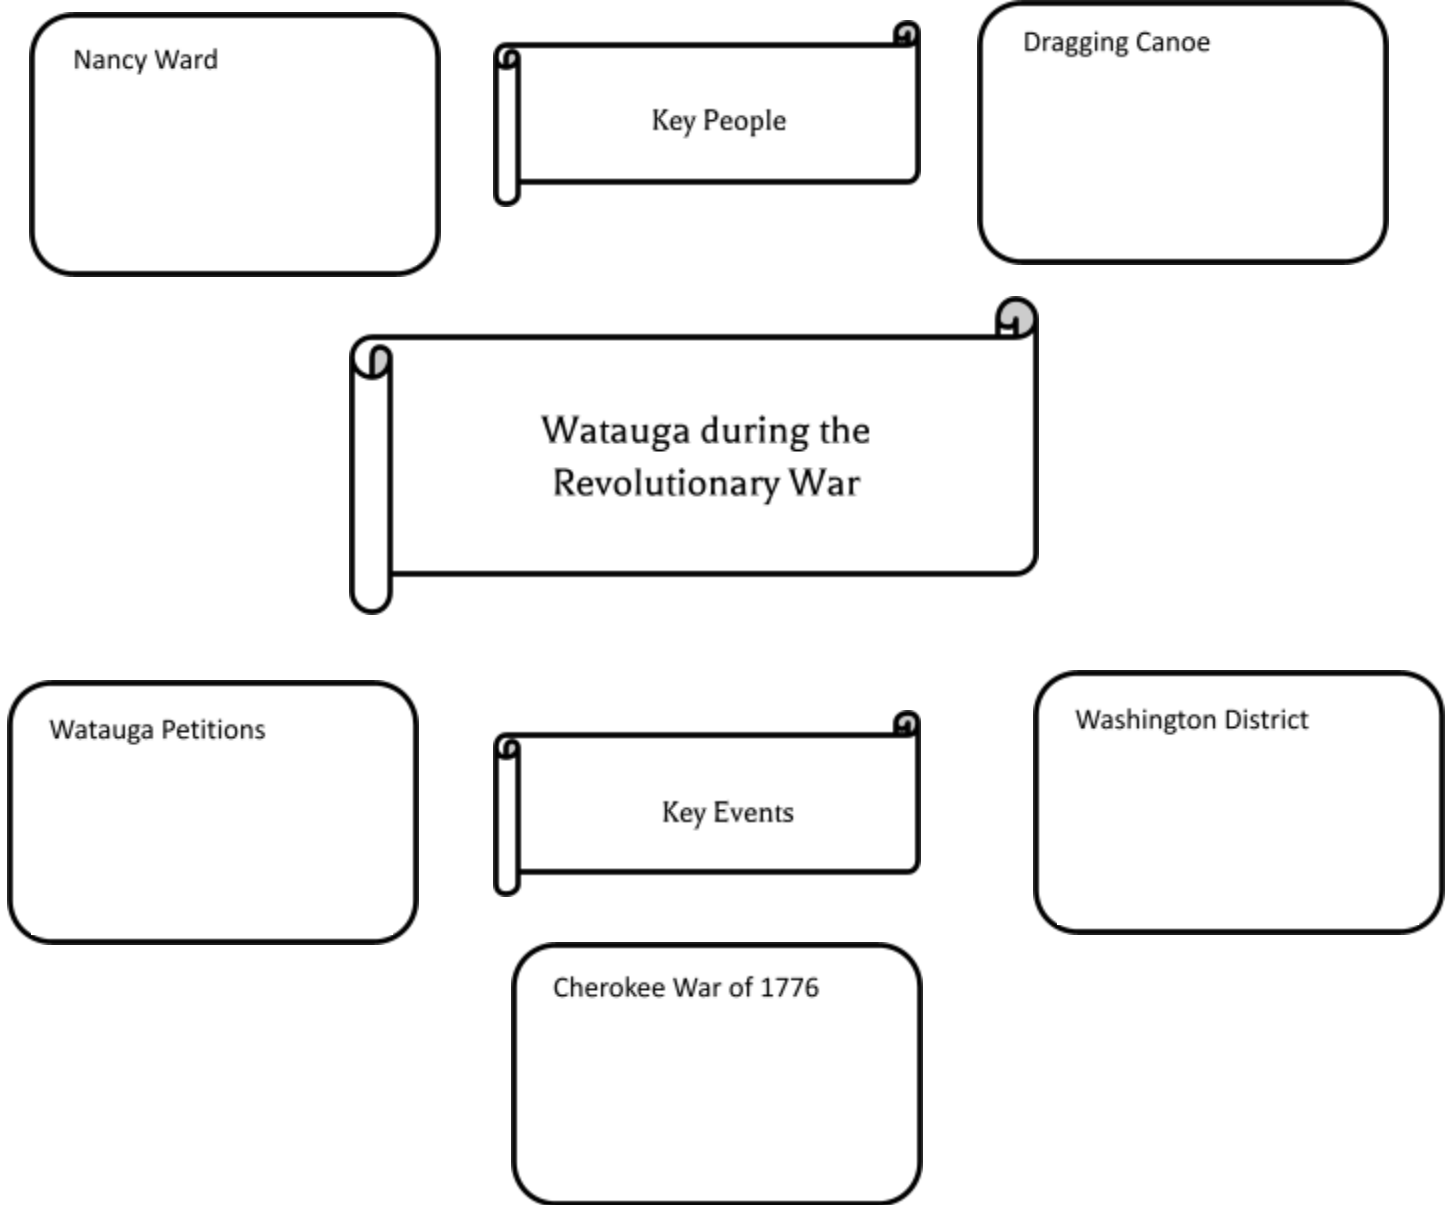 Nancy Ward
Key People
Dragging Canoe
Watauga during the
Revolutionary War
Watauga Petitions
Key Events
Washington District
Cherokee War of 1776